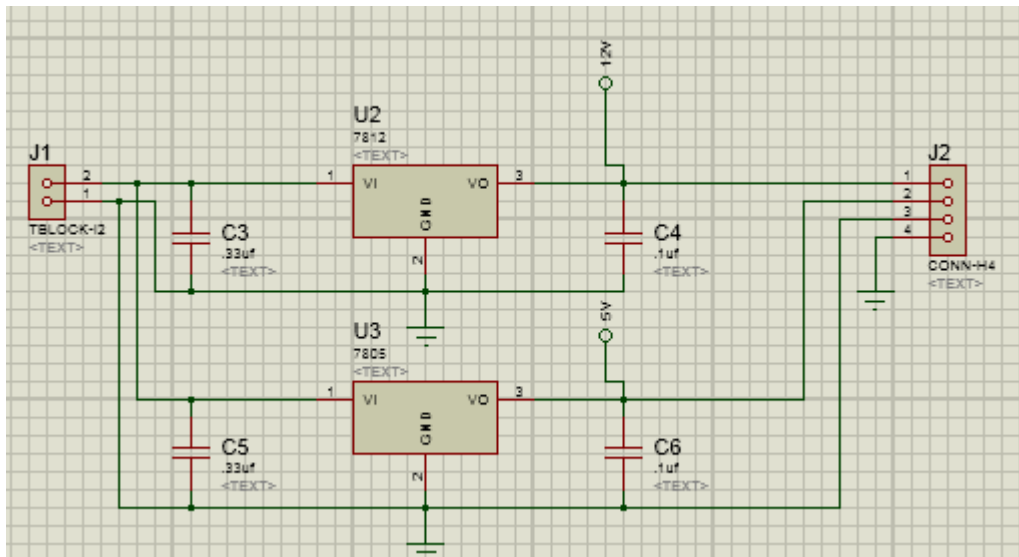 12V
U2
7812
<TEXT>
J1
2
1
TBLOCK-I2
<TEXT>
1
VI
VO
3
GND
2
C3
.33uf
<TEXT>
C4
.1uf
<TEXT>
J2
1
2
3
4
CONN-H4
<TEXT>
5V
U3
7805
<TEXT>
1
VI
VO
3
GND
2
C5
.33uf
<TEXT>
C6
.1uf
<TEXT>